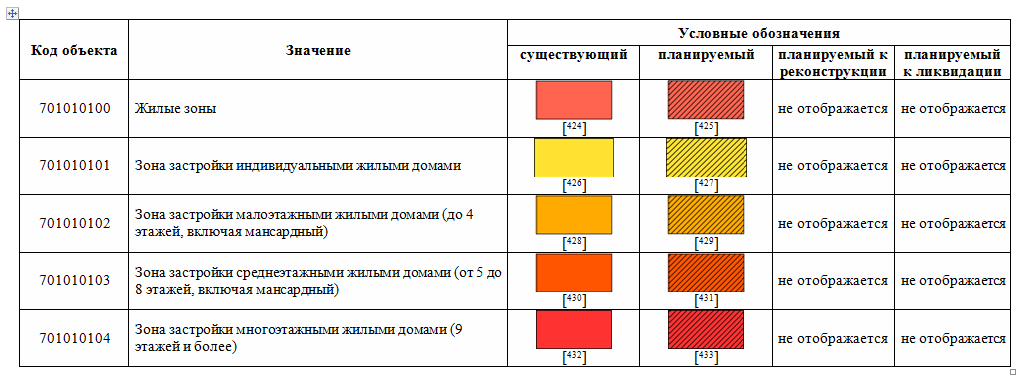 Код объекта
Значение
Условные обозначения
существующий
планируемый
планируемый к
реконструкции
планируемый
к ликвидации
701010100
Жилые зоны
[424]
[425]
не отображается
не отображается
701010101
Зона застройки индивидуальными жилыми домами
[426]
[427]
не отображается
не отображается
701010102
Зона застройки малоэтажными жилыми домами (до 4
этажей, включая мансардный)
[428]
[429]
не отображается
не отображается
701010103
Зона застройки среднеэтажными жилыми домами (от 5 до
8 этажей, включая мансардный)
[430]
[431]
не отображается
не отображается
701010104
Зона застройки многоэтажными жилыми домами (9
этажей и более)
[432]
[433]
не отображается
не отображается